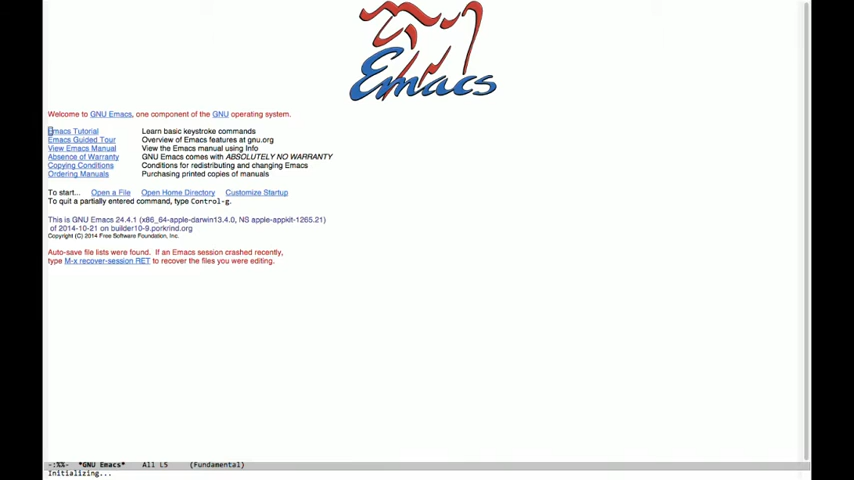 Emacs
Welcome to GNU Emacs, one component of the GNU operating system.
Emacs Tutorial Learn basic keystroke commands
Emacs Guided Tour Overview of Emacs features at gnu.org
View Emacs Manual View the Emacs manual using Info
Absence of Warranty GNU Emacs comes with ABSOLUTELY NO WARRANTY
Copying Conditions Conditions for redistributing and changing Emacs
Ordering Manuals Purchasing printed copies of manuals
To start... Open a File Open Home Directory Customize Startup
To quit a partially entered command, type Control-g.
This is GNU Emacs 24.4.1 (x86_64-apple-darwin13.4.0, NS apple-appkit-1265.21)
of 2014-10-21 on builder10-9.porkrind.org
Copyright (C) 2014 Free Software Foundation, Inc.
Auto-save file lists were found. If an Emacs session crashed recently,
type M-x recover-session RET to recover the files you were editing.
-:%%- *GNU Emacs* All L5 (Fundamental)
Initializing...